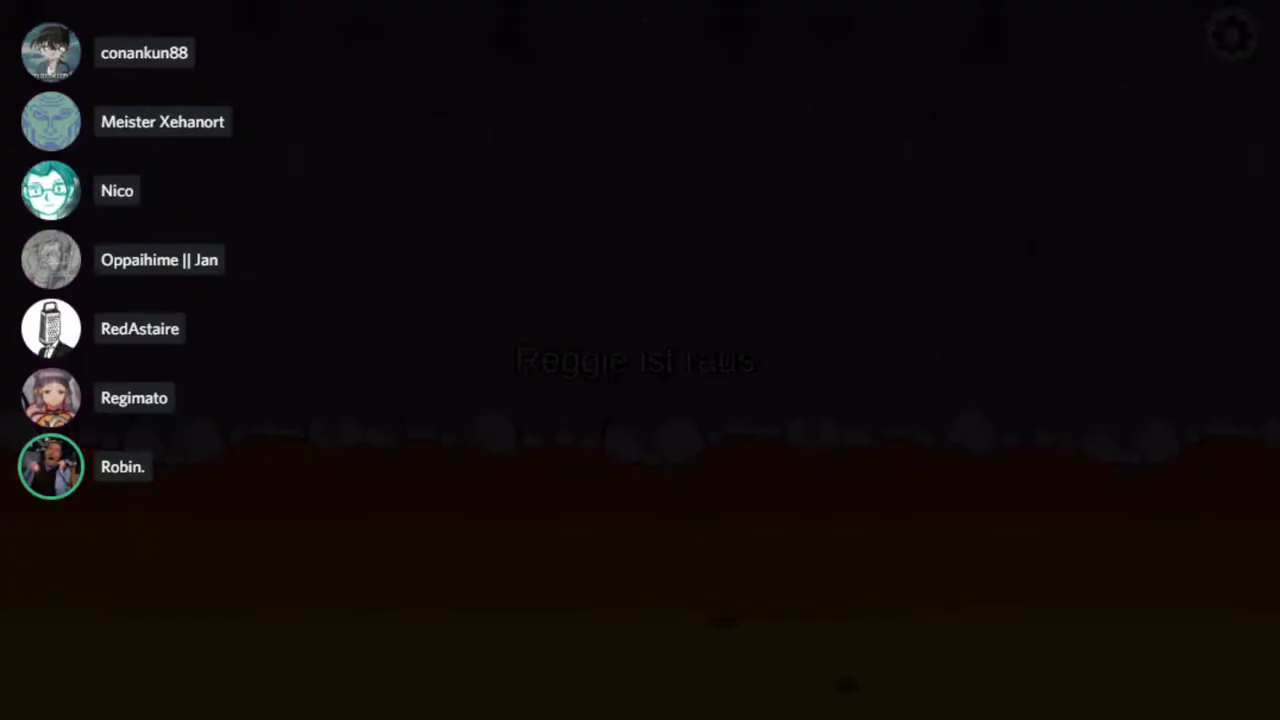 conankun88
Meister Xehanort
Nico
Oppaihime || Jan
RedAstaire
Reggie ist raus
Regimato
Robin.